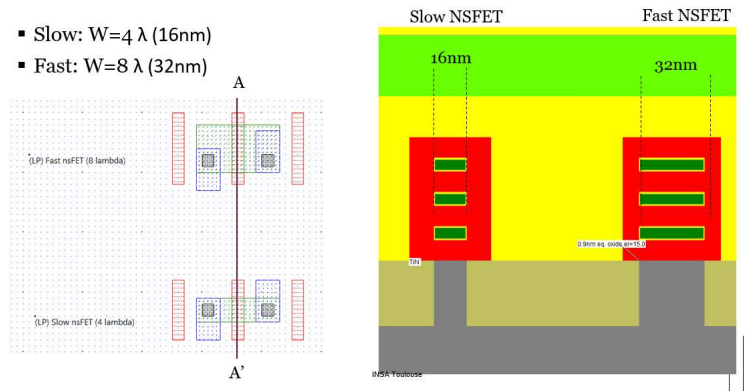 Slow NSFET
Fast NSFET
▪ Slow: W=4 λ (16nm)
▪ Fast: W=8 λ (32nm)
16nm
32nm
A
(LP) Fast nsFET (8 lambda)
0.9nm eq. oxide, er=15.0
TiN
(LP) Slow nsFET (4 lambda)
A’
INSA Toulouse